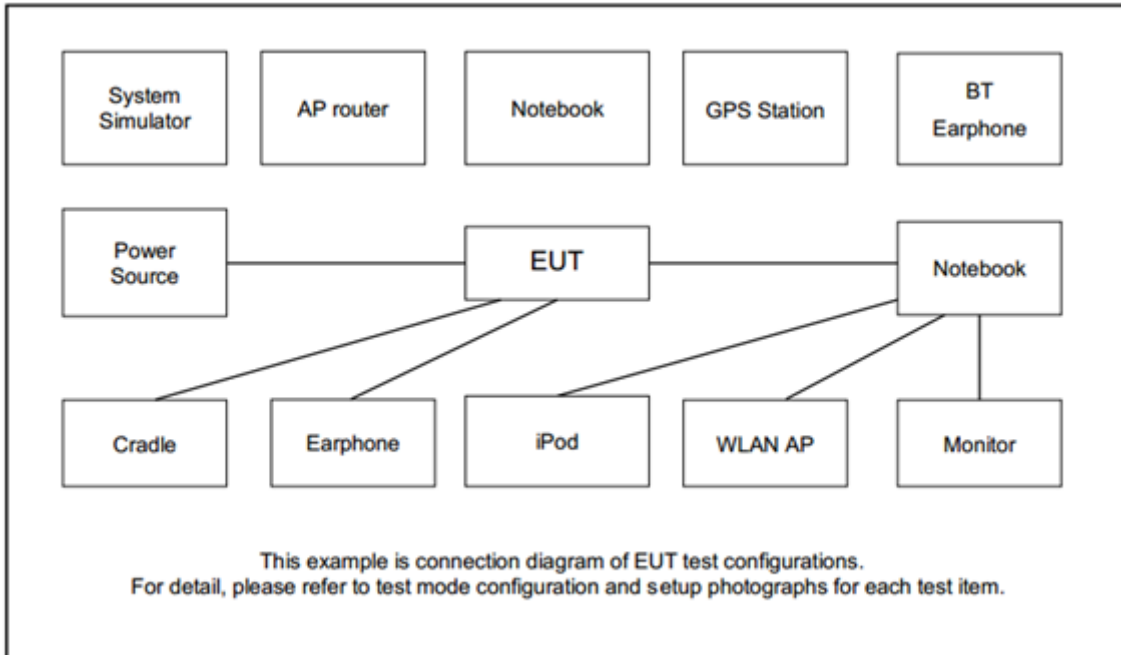 System
Simulator
AP router
Notebook
GPS Station
BT
Earphone
Power
Source
EUT
Notebook
Cradle
Earphone
iPod
WLAN AP
Monitor
This example is connection diagram of EUT test configurations.
For detail, please refer to test mode configuration and setup photographs for each test item.